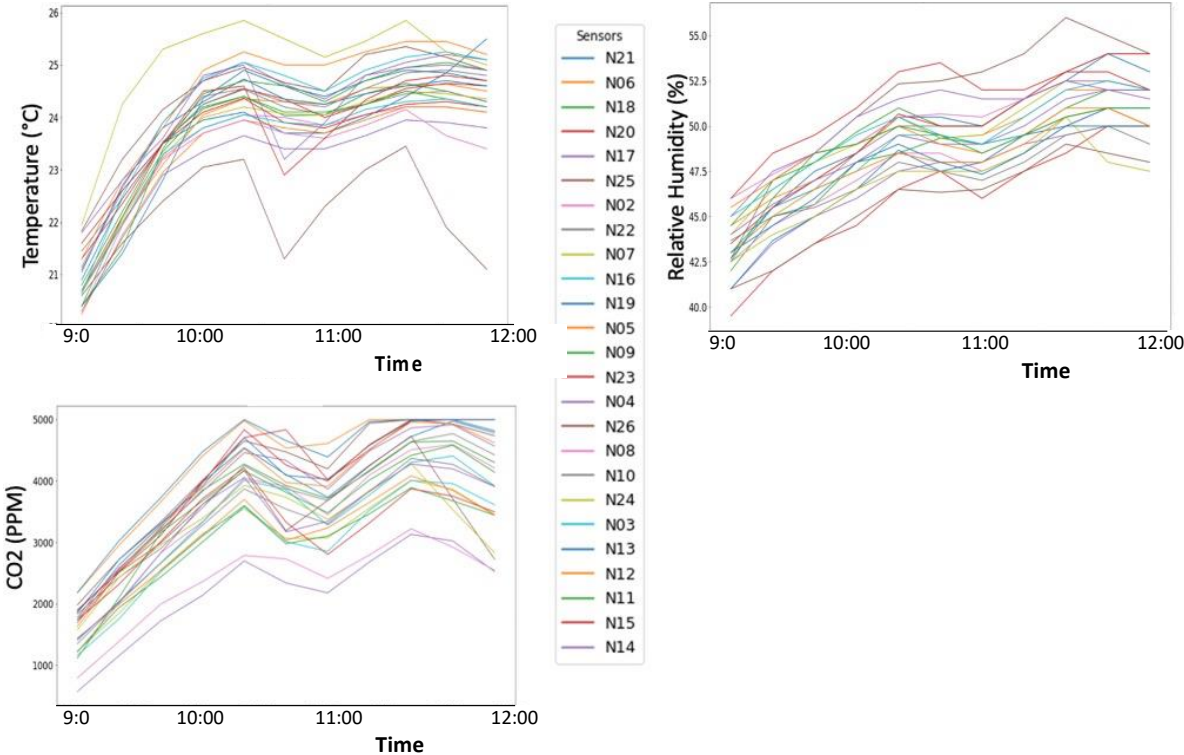 26
25
24
23
22
21
Temperature (°C)
9:0 10:00 11:00 12:00
Time
Sensors
N21
N06
N18
N20
N17
N25
N02
N22
N07
N16
N19
N05
N09
N23
N04
N26
N08
N10
N24
N03
N13
N12
N11
N15
N14
55.0
52.5
50.0
47.5
45.0
42.5
40.0
Relative Humidity (%)
9:0 10:00 11:00 12:00
Time
5000
4000
3000
2000
1000
CO2 (PPM)
9:0 10:00 11:00 12:00
Time